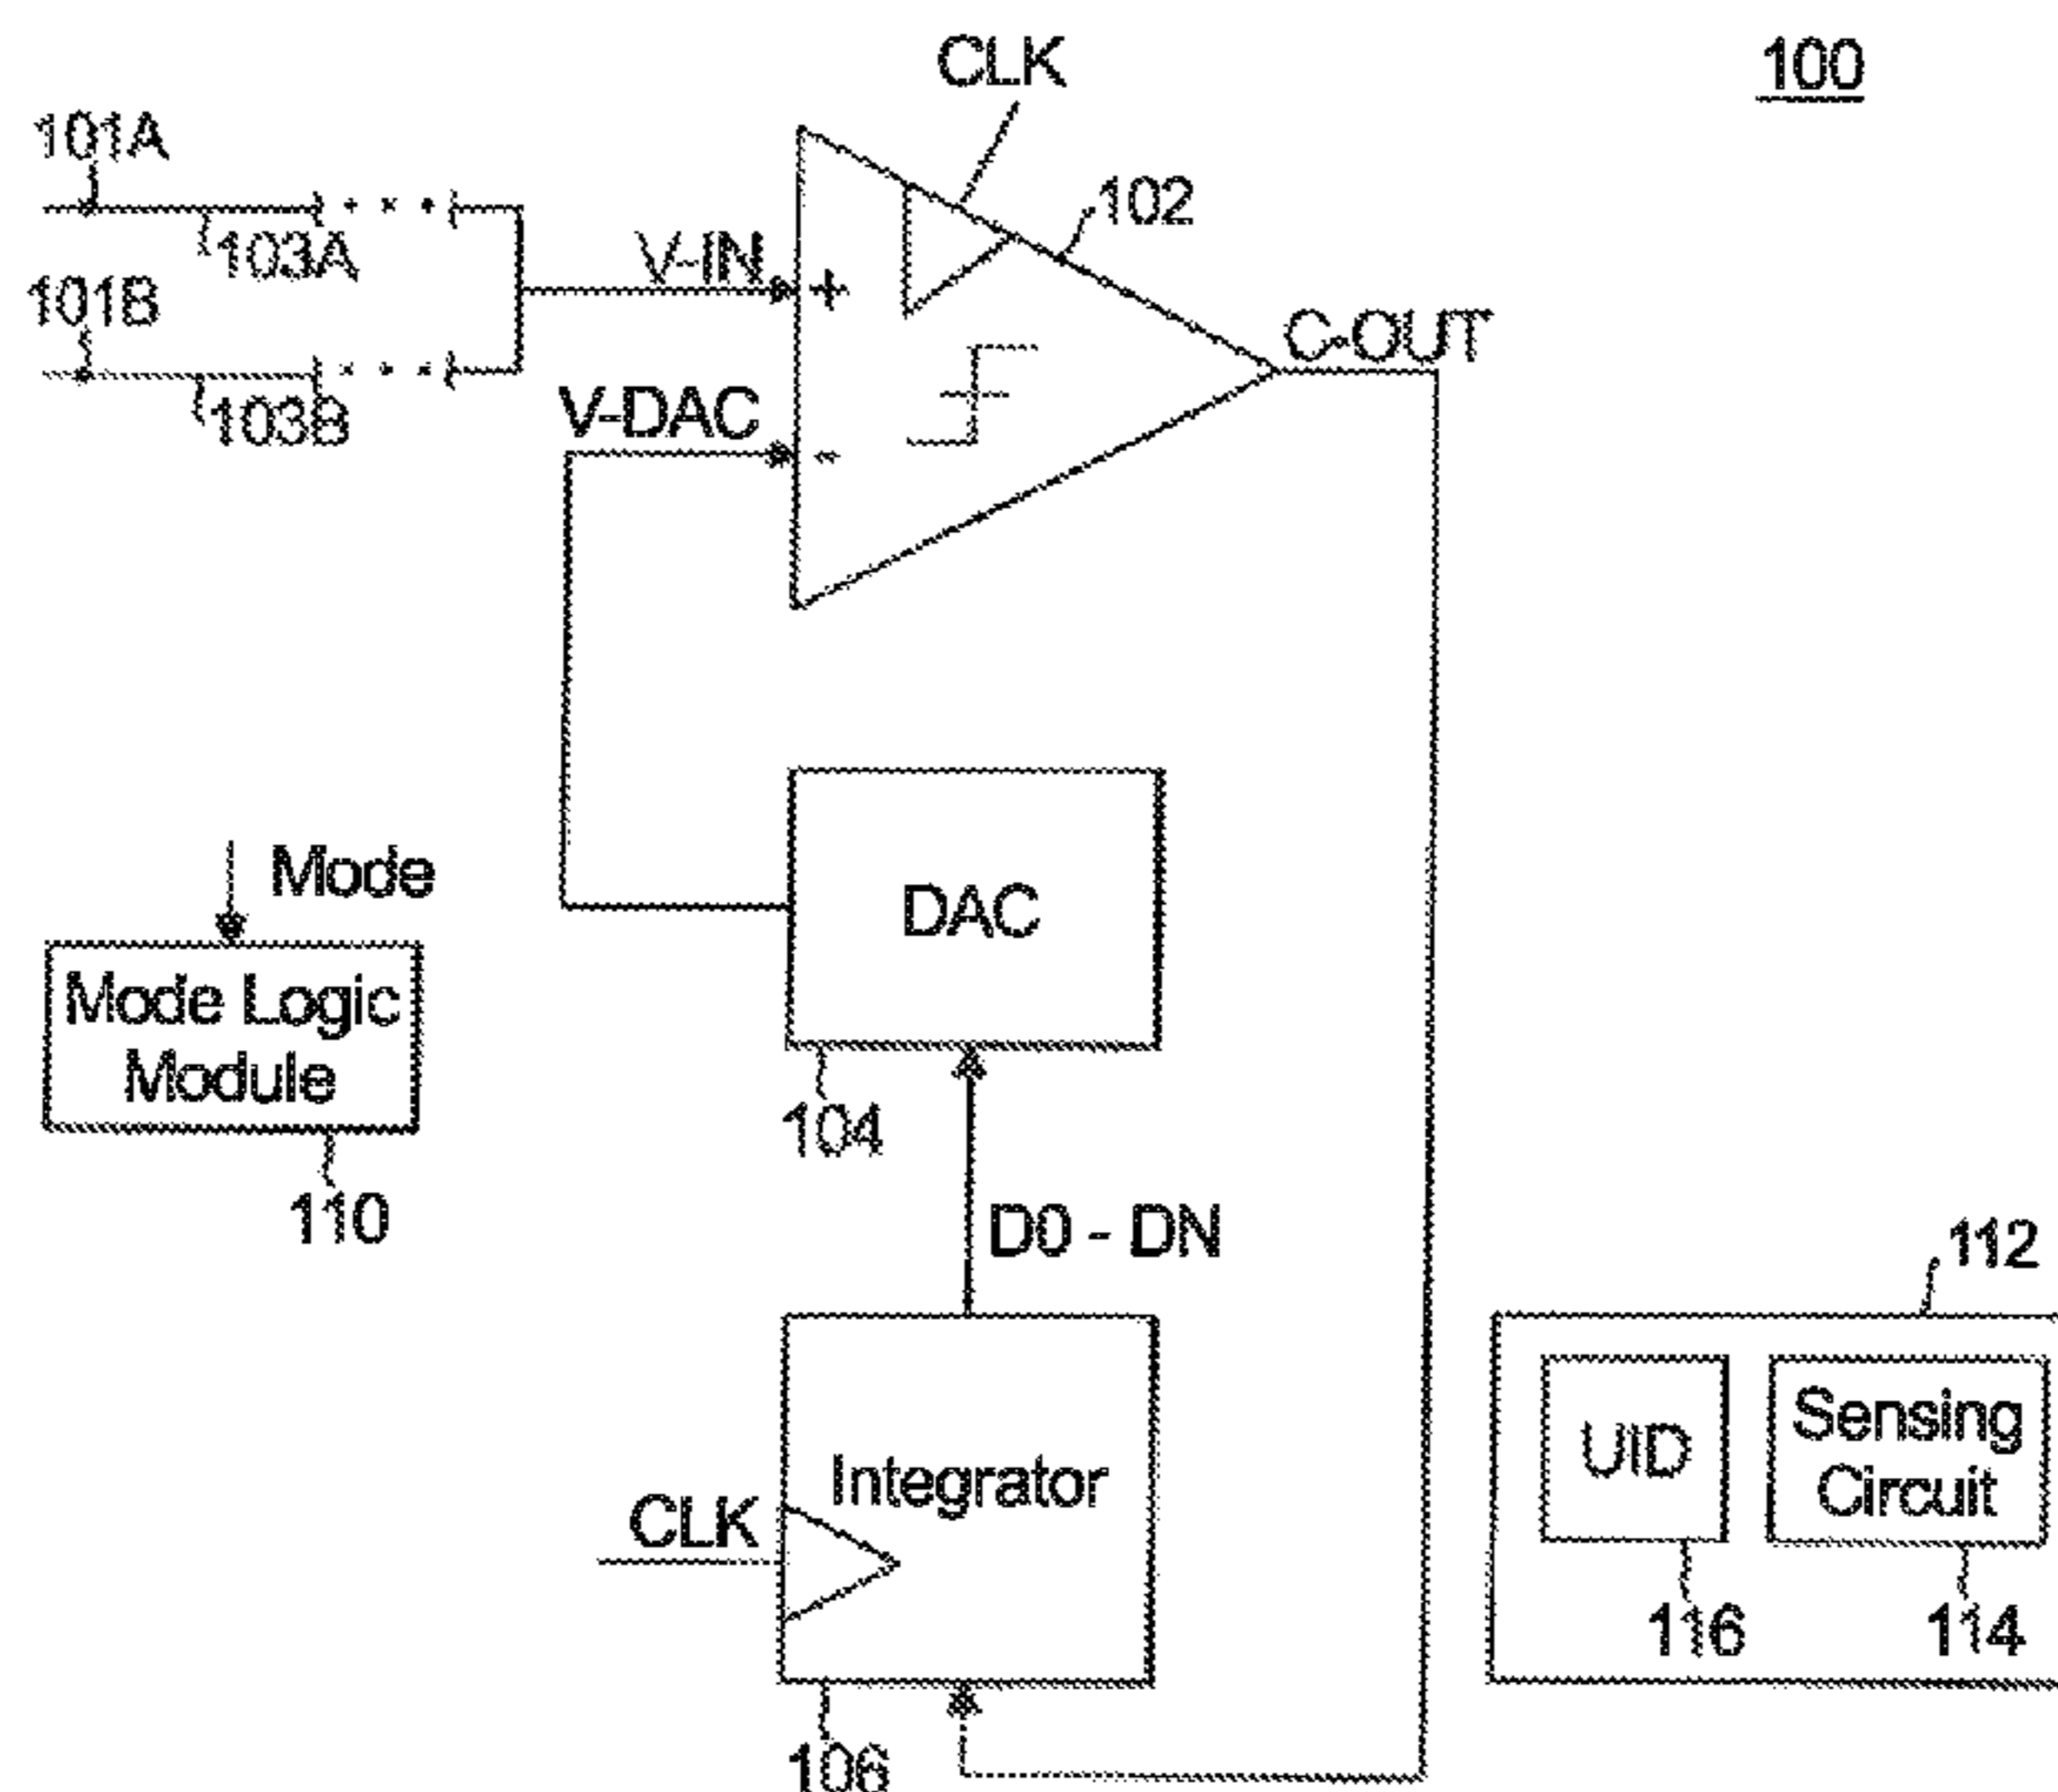 CLK
100
101A
102
103A
V-IN
101B
C-OUT
103B
V-DAC
+
-
Mode
DAC
Mode Logic
Module
104
110
D0 - DN
112
Integrator
UID
Sensing
Circuit
CLK
116
114
106